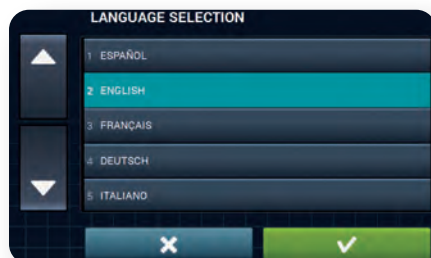 LANGUAGE SELECTION
1 ESPAÑOL
2 ENGLISH
3 FRANÇAIS
4 DEUTSCH
5 ITALIANO